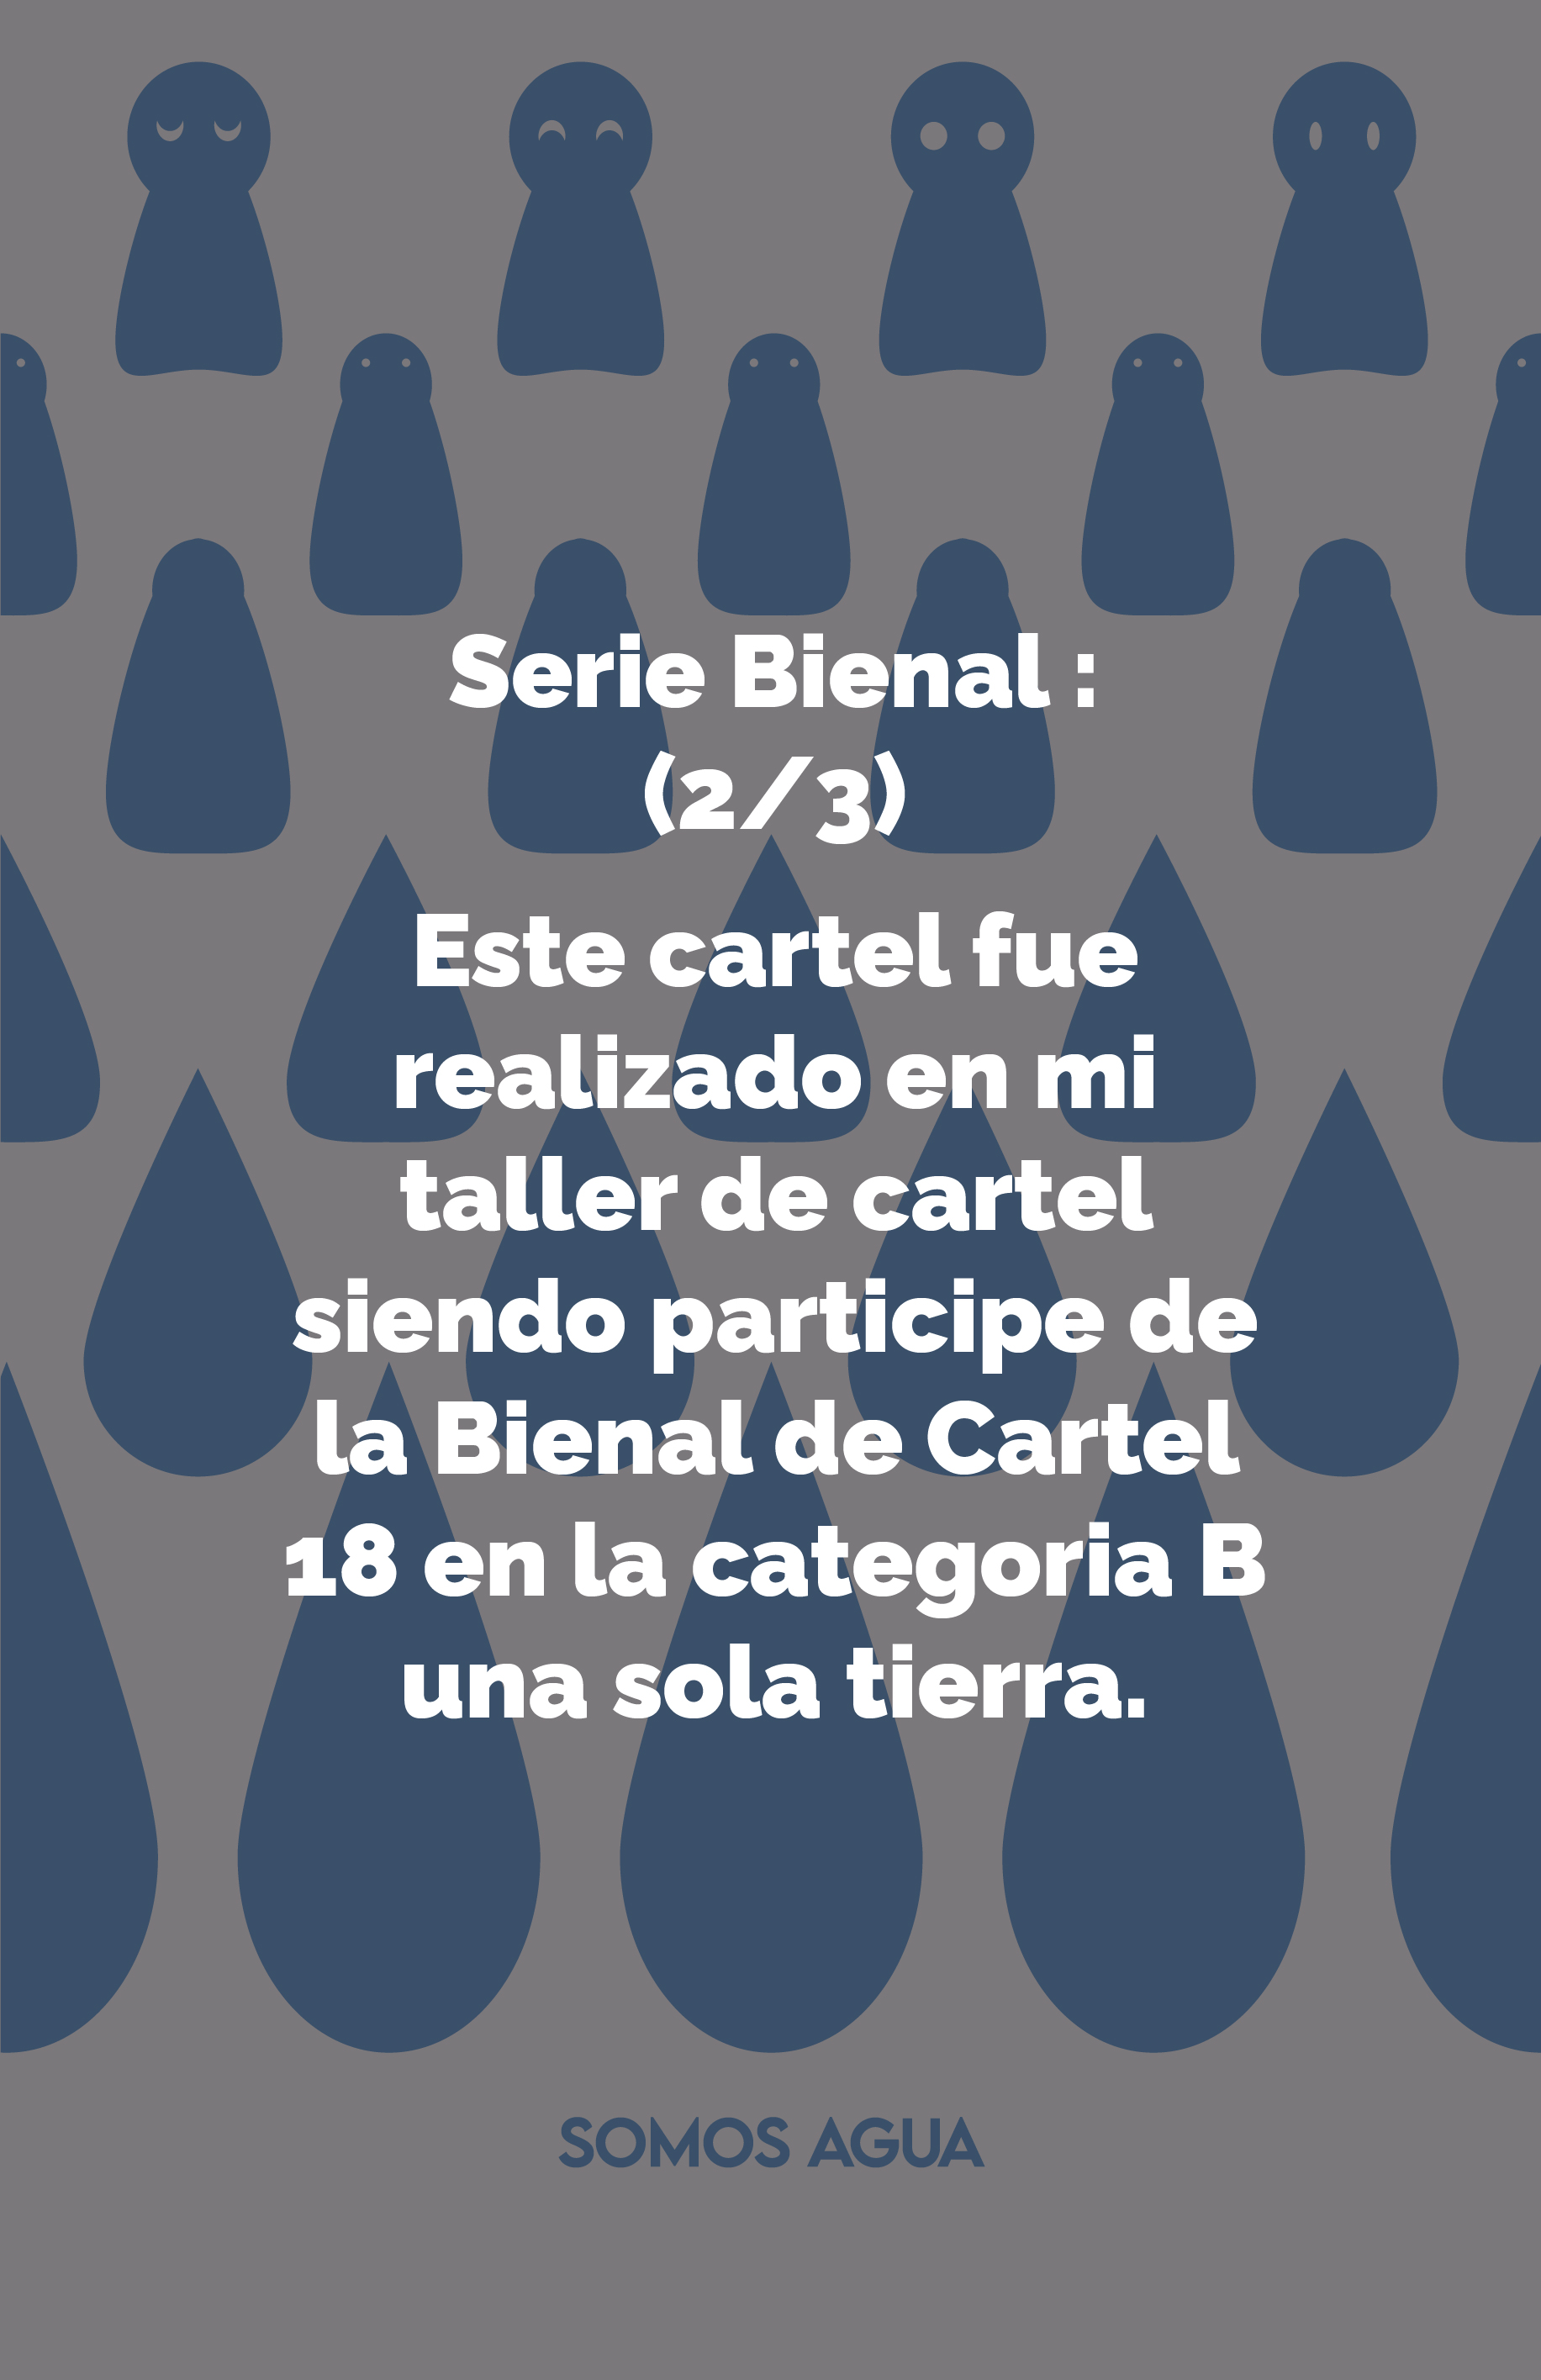 Serie Bienal :
(2/3)
Este cartel fue
realizado en mi
taller de cartel
siendo participe de
la Bienal de Cartel
18 en la categoria B
una sola tierra.
SOMOS AGUA